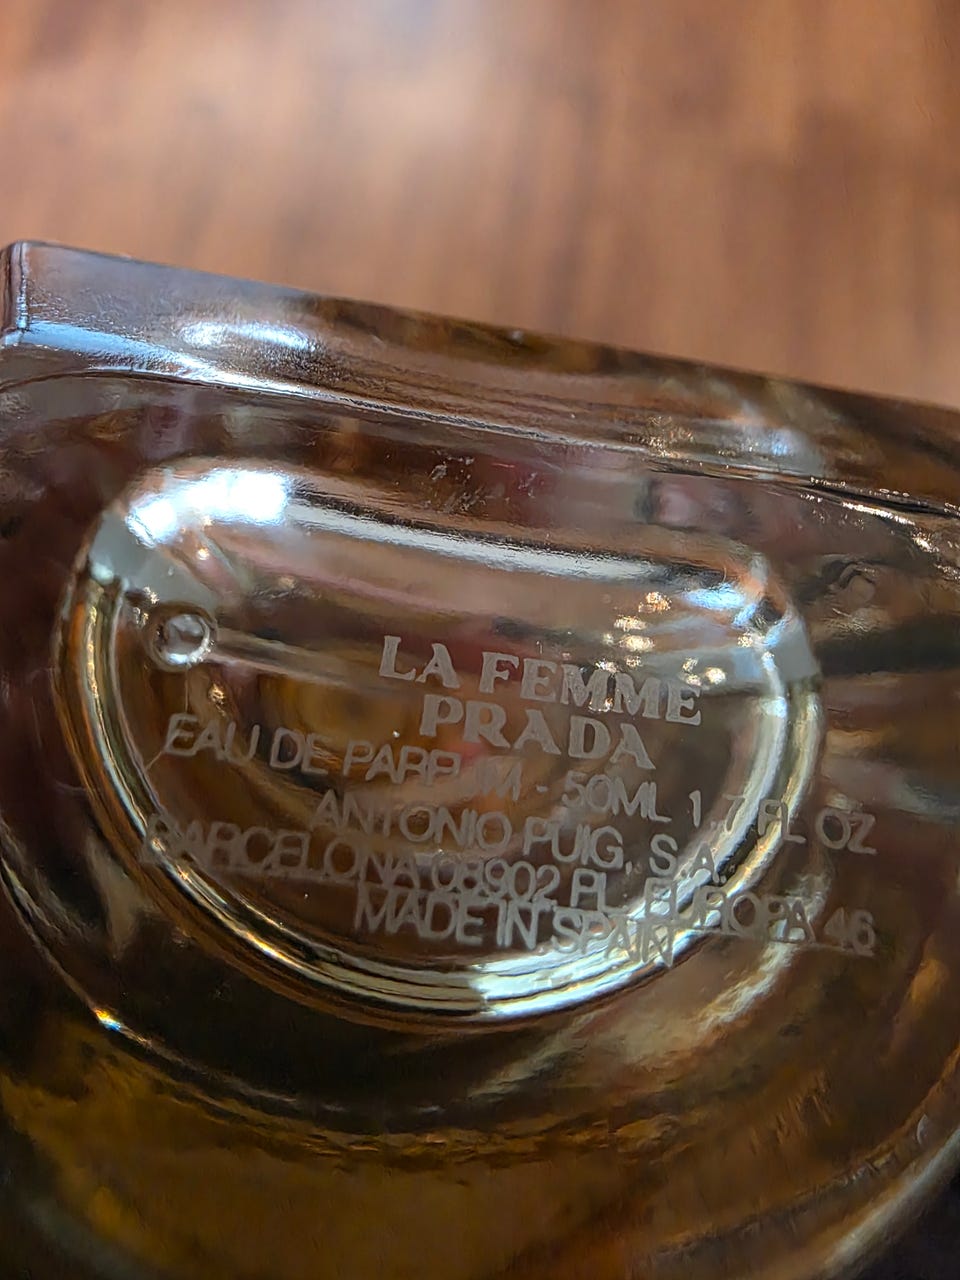 LA FEMME
PRADA
EAU DE PARFUM - 50ML 1,7 FL OZ
ANTONIO PUIG, S.A.
BARCELONA 08902 PL. EUROPA 46
MADE IN SPAIN